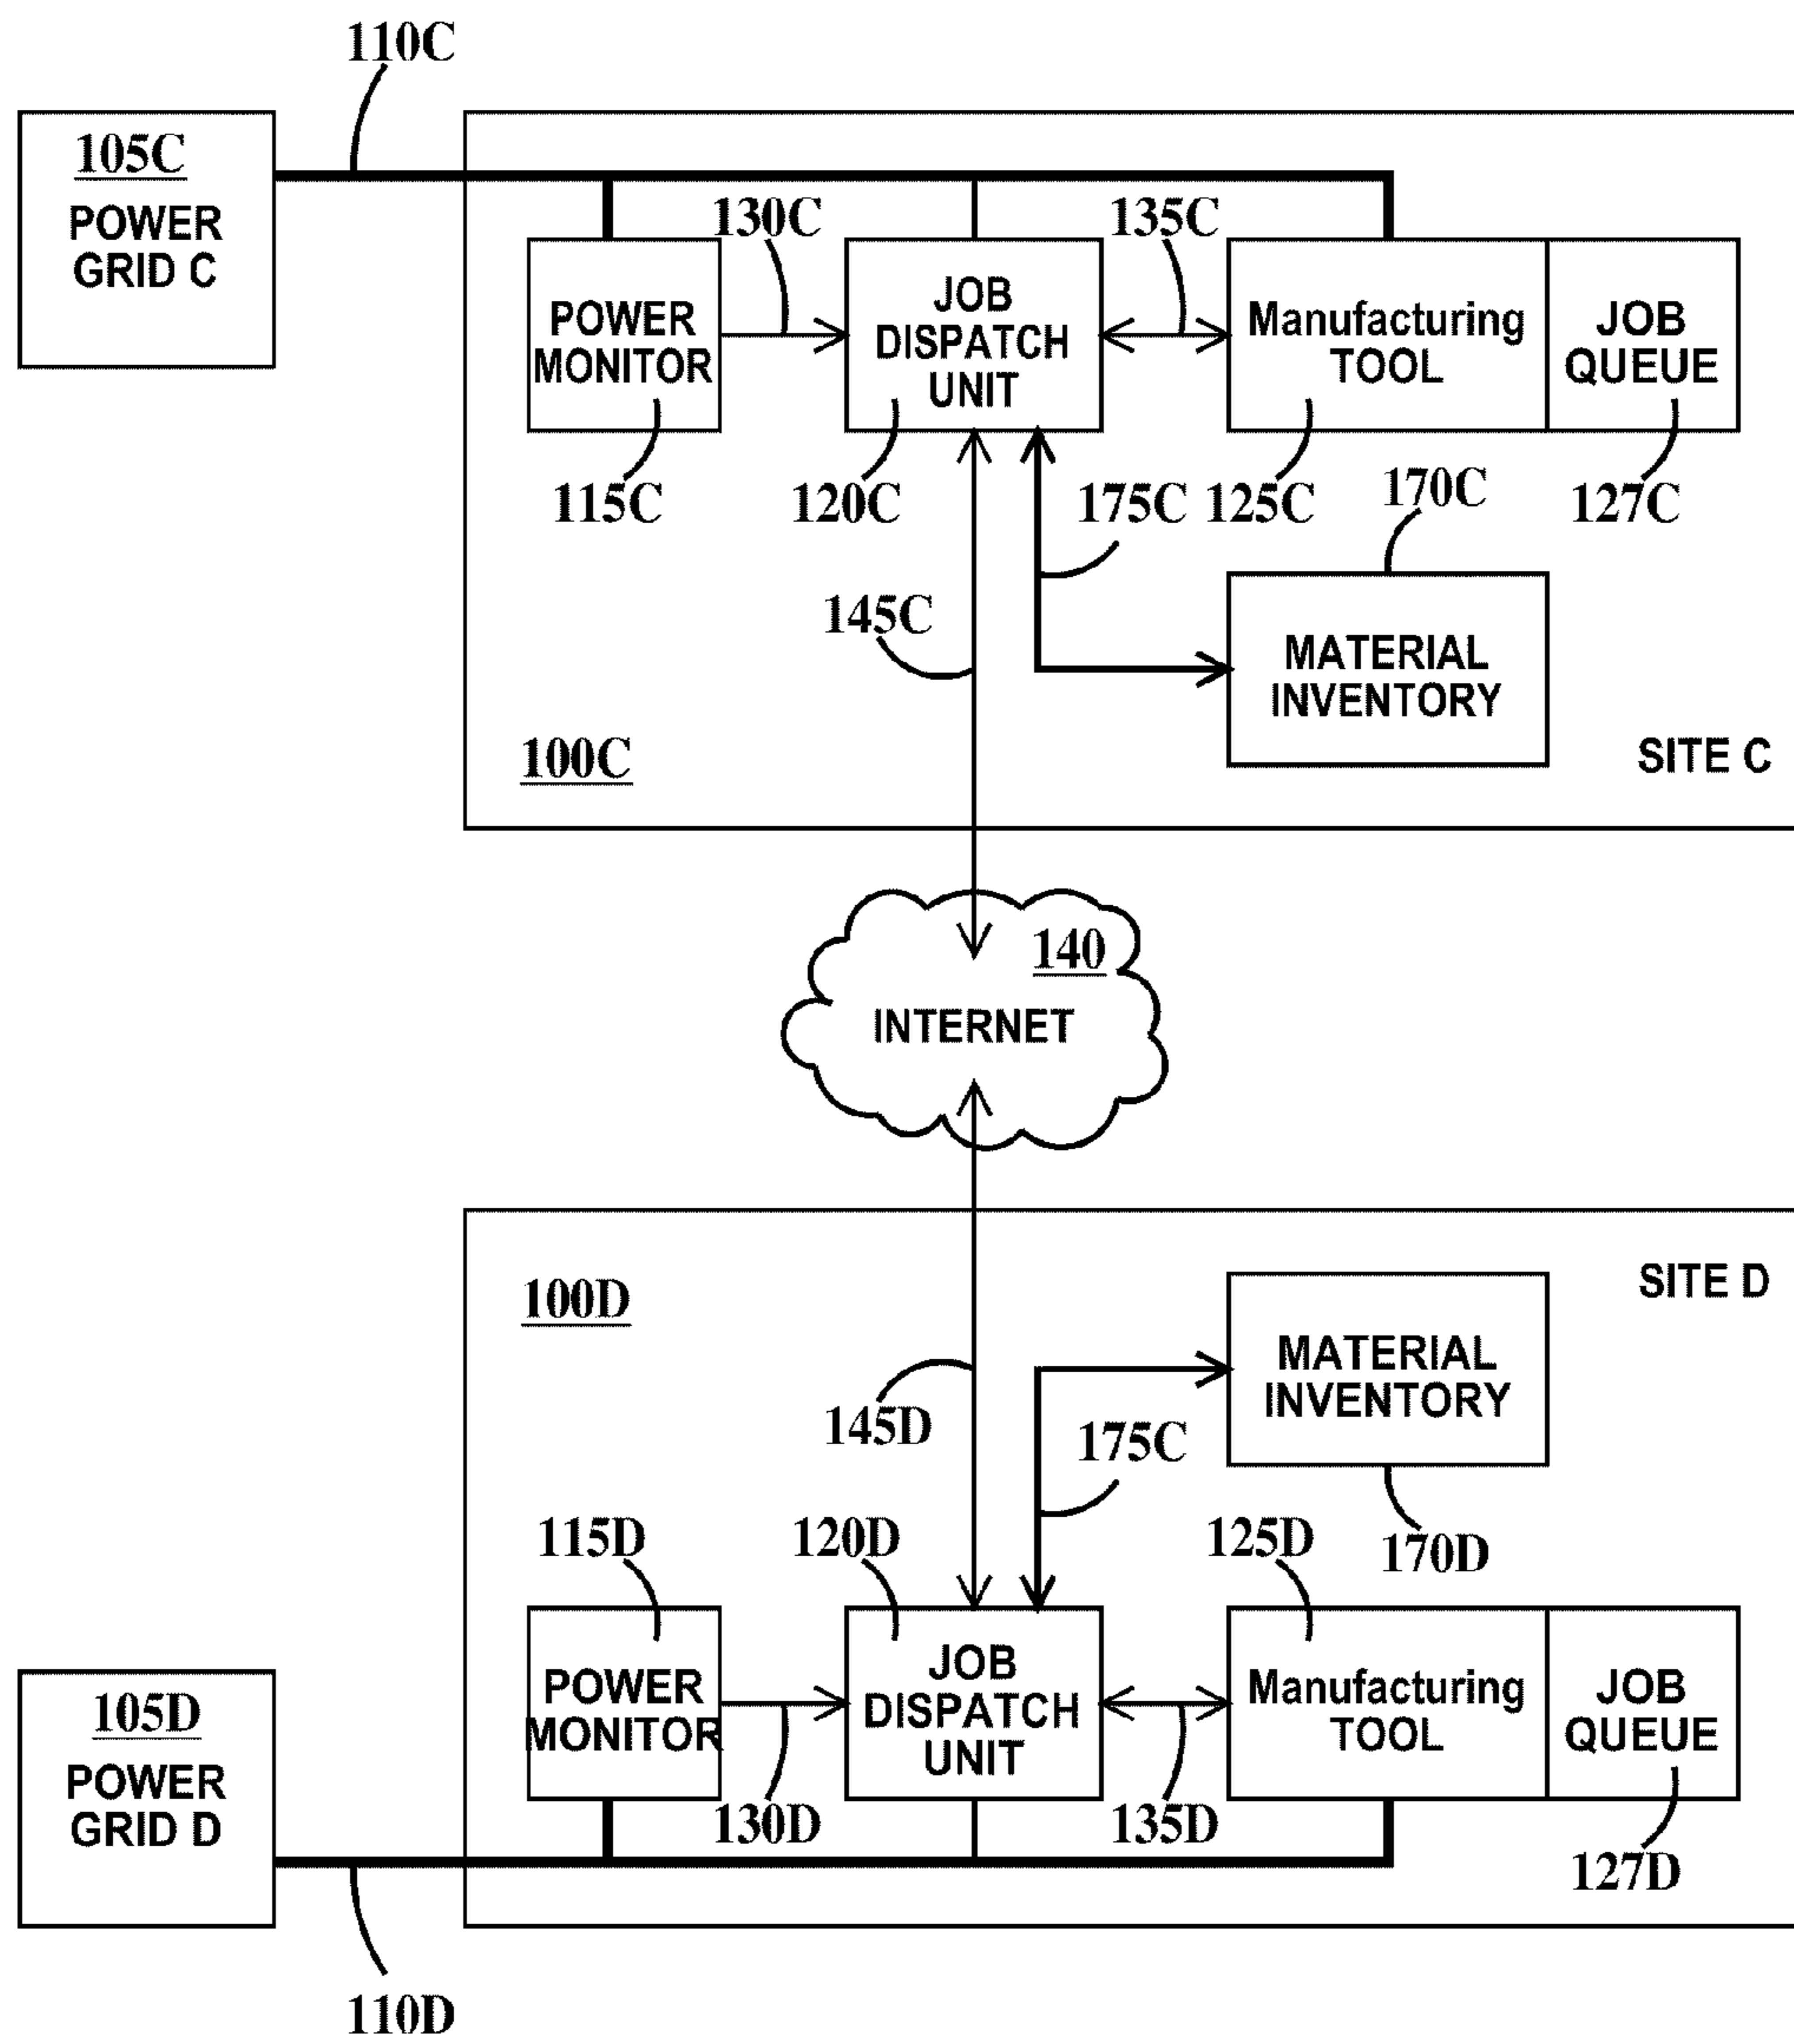 110C
105C
POWER
GRID C
130C
135C
POWER
MONITOR
JOB
DISPATCH
UNIT
Manufacturing
TOOL
JOB
QUEUE
115C
120C
175C
125C
170C
127C
145C
MATERIAL
INVENTORY
100C
SITE C
140
INTERNET
100D
SITE D
MATERIAL
INVENTORY
145D
175C
115D
120D
125D
170D
105D
POWER
GRID D
POWER
MONITOR
JOB
DISPATCH
UNIT
Manufacturing
TOOL
JOB
QUEUE
130D
135D
127D
110D